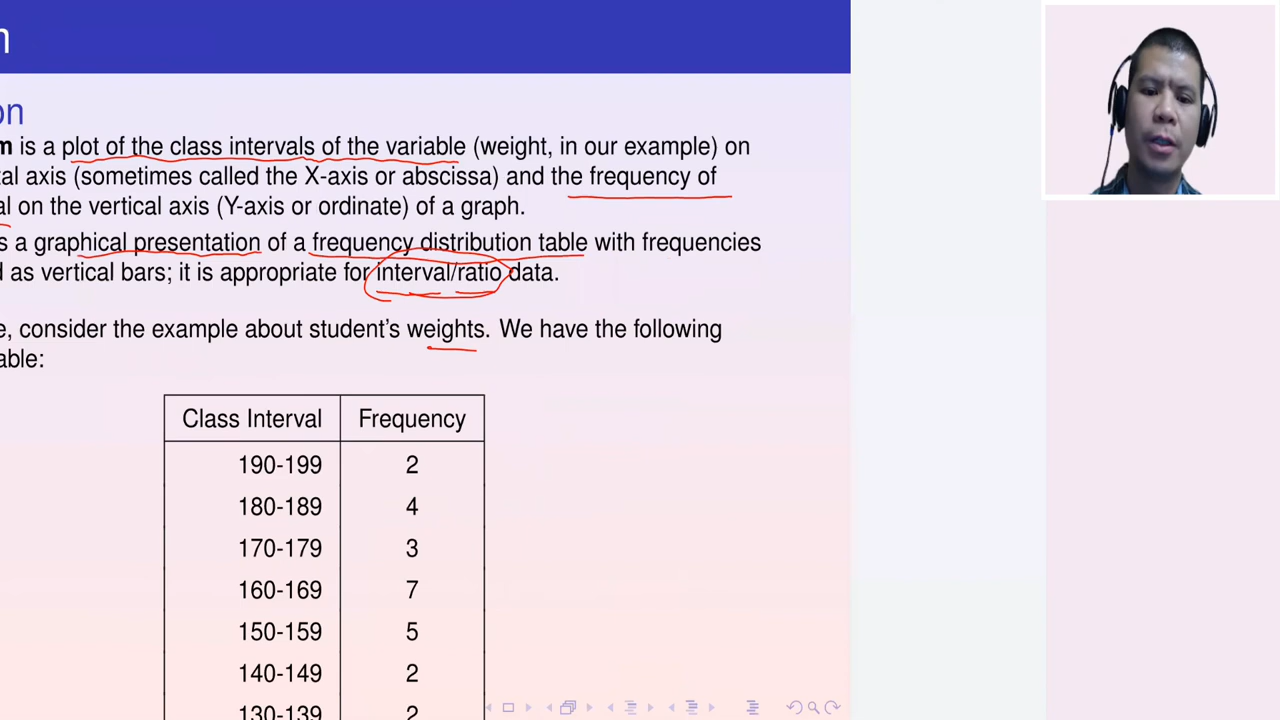 m
on
m is a plot of the class intervals of the variable (weight, in our example) on
tal axis (sometimes called the X-axis or abscissa) and the frequency of
al on the vertical axis (Y-axis or ordinate) of a graph.
s a graphical presentation of a frequency distribution table with frequencies
d as vertical bars; it is appropriate for interval/ratio data.
e, consider the example about student's weights. We have the following
able:
Class Interval Frequency
190-199 2
180-189 4
170-179 3
160-169 7
150-159 5
140-149 2
130-139 2